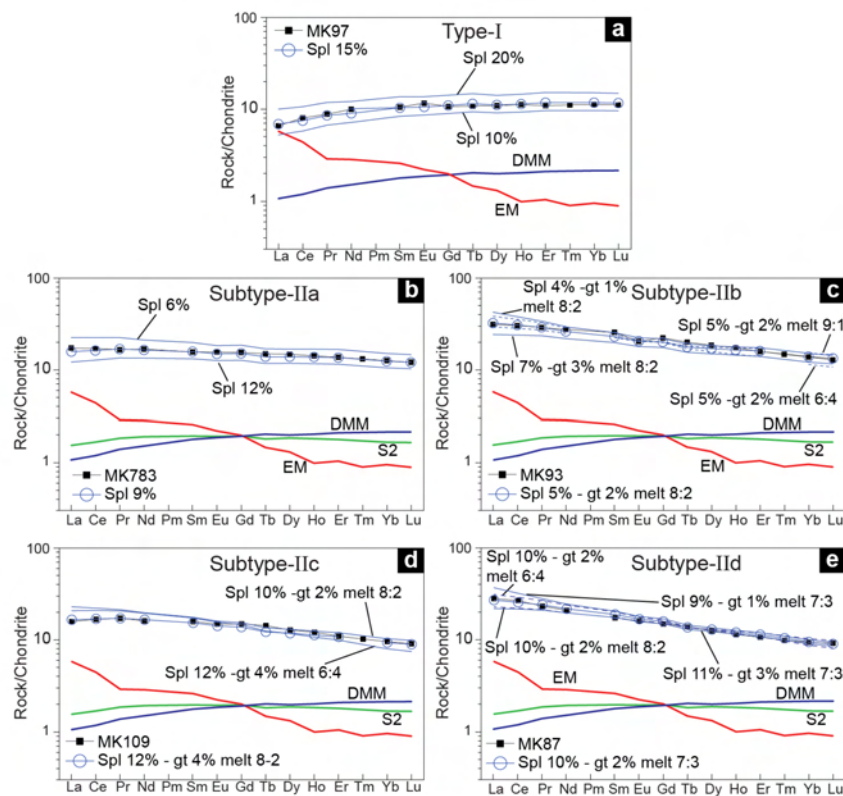 Type-I
a
MK97
Spl 15%
Spl 20%
Spl 10%
DMM
EM
Rock/Chondrite
100
10
1
La Ce Pr Nd Pm Sm Eu Gd Tb Dy Ho Er Tm Yb Lu
Subtype-IIa
b
Spl 6%
Spl 12%
DMM
S2
EM
MK783
Spl 9%
Rock/Chondrite
100
10
1
La Ce Pr Nd Pm Sm Eu Gd Tb Dy Ho Er Tm Yb Lu
Subtype-IIb
c
Spl 4% -gt 1%
melt 8:2
Spl 5% -gt 2% melt 9:1
Spl 7% -gt 3% melt 8:2
Spl 5% -gt 2% melt 6:4
DMM
S2
EM
MK93
Spl 5% - gt 2% melt 8:2
100
10
1
La Ce Pr Nd Pm Sm Eu Gd Tb Dy Ho Er Tm Yb Lu
Subtype-IIc
d
Spl 10% -gt 2% melt 8:2
Spl 12% -gt 4% melt 6:4
DMM
S2
EM
MK109
Spl 12% - gt 4% melt 8-2
Rock/Chondrite
100
10
1
La Ce Pr Nd Pm Sm Eu Gd Tb Dy Ho Er Tm Yb Lu
Subtype-IId
e
Spl 10% - gt 2%
melt 6:4
Spl 9% - gt 1% melt 7:3
Spl 10% - gt 2% melt 8:2
Spl 11% - gt 3% melt 7:3
EM
DMM
S2
MK87
Spl 10% - gt 2% melt 7:3
100
10
1
La Ce Pr Nd Pm Sm Eu Gd Tb Dy Ho Er Tm Yb Lu